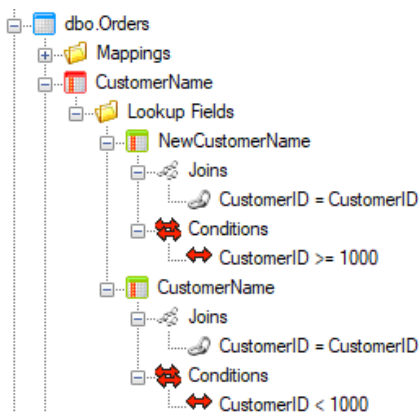 dbo.Orders
Mappings
CustomerName
Lookup Fields
NewCustomerName
Joins
CustomerID = CustomerID
Conditions
CustomerID >= 1000
CustomerName
Joins
CustomerID = CustomerID
Conditions
CustomerID < 1000